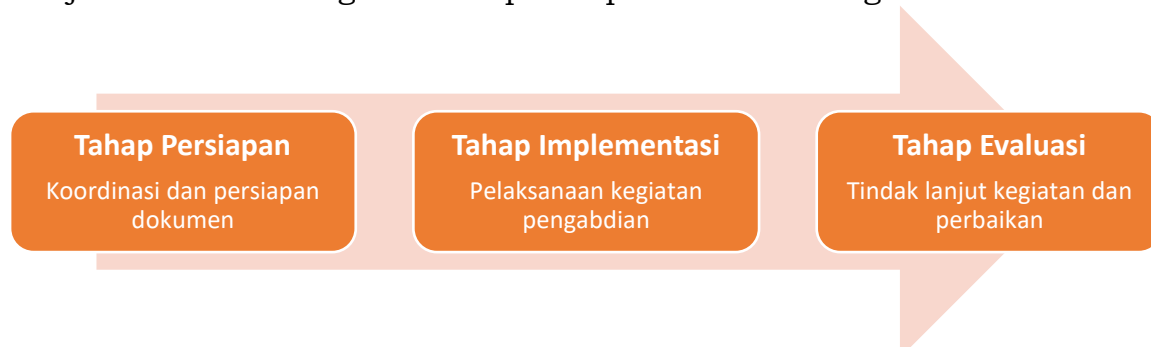 Tahap Persiapan
Koordinasi dan persiapan
dokumen
Tahap Implementasi
Pelaksanaan kegiatan
pengabdian
Tahap Evaluasi
Tindak lanjut kegiatan dan
perbaikan